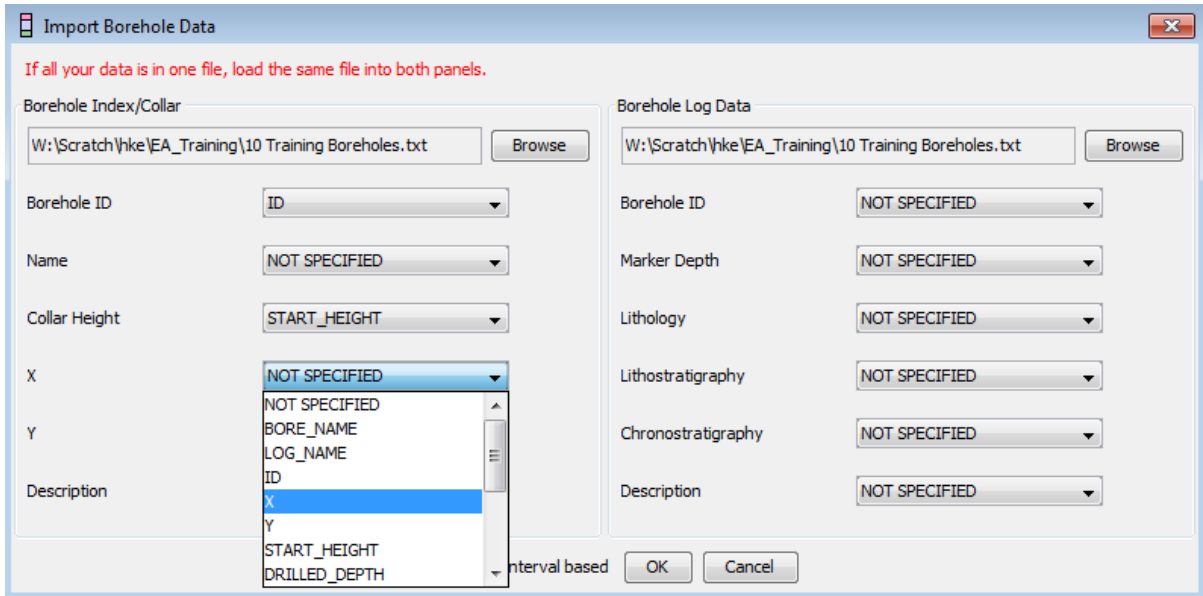 Import Borehole Data
If all your data is in one file, load the same file into both panels.
Borehole Index/Collar
W:\Scratch\hke\EA_Training\10 Training Boreholes.txt Browse
Borehole ID ID
Name NOT SPECIFIED
Collar Height START_HEIGHT
X NOT SPECIFIED
NOT SPECIFIED
BORE_NAME
LOG_NAME
ID
X
Y
START_HEIGHT
DRILLED_DEPTH
Y
Description
Borehole Log Data
W:\Scratch\hke\EA_Training\10 Training Boreholes.txt Browse
Borehole ID NOT SPECIFIED
Marker Depth NOT SPECIFIED
Lithology NOT SPECIFIED
Lithostratigraphy NOT SPECIFIED
Chronostratigraphy NOT SPECIFIED
Description NOT SPECIFIED
nterval based OK Cancel